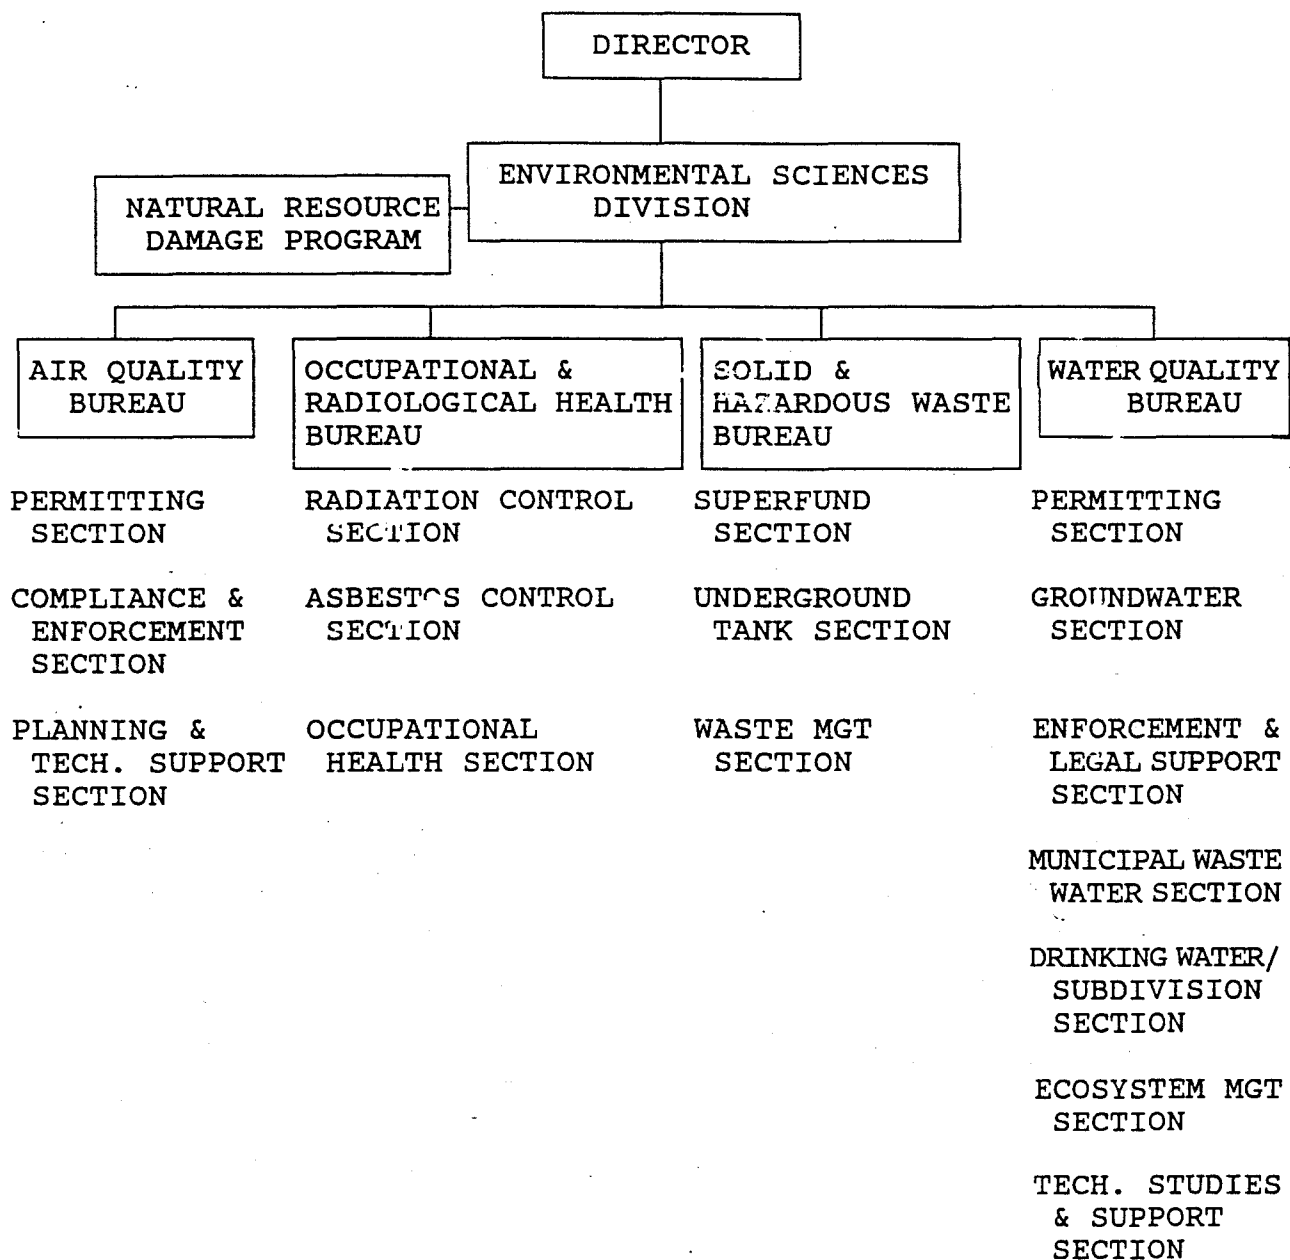 DIRECTOR
ENVIRONMENTAL SCIENCES
DIVISION
NATURAL RESOURCE
DAMAGE PROGRAM
AIR QUALITY
BUREAU
OCCUPATIONAL &
RADIOLOGICAL HEALTH
BUREAU
SOLID &
HAZARDOUS WASTE
BUREAU
WATER QUALITY
BUREAU
PERMITTING
SECTION
COMPLIANCE &
ENFORCEMENT
SECTION
PLANNING &
TECH. SUPPORT
SECTION
RADIATION CONTROL
SECTION
ASBESTOS CONTROL
SECTION
OCCUPATIONAL
HEALTH SECTION
SUPERFUND
SECTION
UNDERGROUND
TANK SECTION
WASTE MGT
SECTION
PERMITTING
SECTION
GROUNDWATER
SECTION
ENFORCEMENT &
LEGAL SUPPORT
SECTION
MUNICIPAL WASTE
WATER SECTION
DRINKING WATER/
SUBDIVISION
SECTION
ECOSYSTEM MGT
SECTION
TECH. STUDIES
& SUPPORT
SECTION